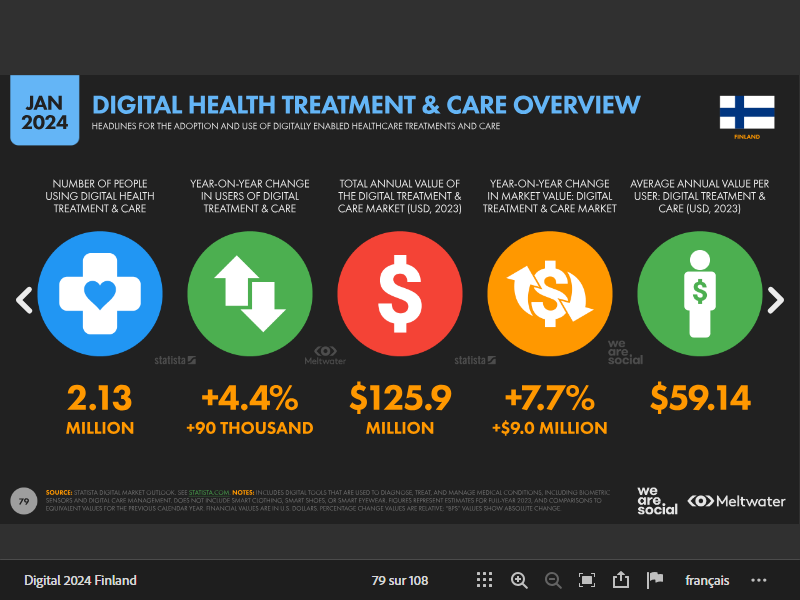 JAN
2024
DIGITAL HEALTH TREATMENT & CARE OVERVIEW
HEADLINES FOR THE ADOPTION AND USE OF DIGITALLY ENABLED HEALTHCARE TREATMENTS AND CARE
FINLAND
NUMBER OF PEOPLE
USING DIGITAL HEALTH
TREATMENT & CARE
YEAR-ON-YEAR CHANGE
IN USERS OF DIGITAL
TREATMENT & CARE
TOTAL ANNUAL VALUE OF
THE DIGITAL TREATMENT &
CARE MARKET (USD, 2023)
YEAR-ON-YEAR CHANGE
IN MARKET VALUE: DIGITAL
TREATMENT & CARE MARKET
AVERAGE ANNUAL VALUE PER
USER: DIGITAL TREATMENT &
CARE (USD, 2023)
statista
Meltwater
statista
we
are.
social
2.13
MILLION
+4.4%
+90 THOUSAND
$125.9
MILLION
+7.7%
+$9.0 MILLION
$59.14
79
SOURCE: STATISTA DIGITAL MARKET OUTLOOK. SEE STATISTA.COM. NOTES: INCLUDES DIGITAL TOOLS THAT ARE USED TO DIAGNOSE, TREAT, AND MANAGE MEDICAL CONDITIONS, INCLUDING BIOMETRIC
SENSORS AND DIGITAL CARE MANAGEMENT. DOES NOT INCLUDE SMART CLOTHING, SMART SHOES, OR SMART EYEWEAR. FIGURES REPRESENT ESTIMATES FOR FULL-YEAR 2023, AND COMPARISONS TO
EQUIVALENT VALUES FOR THE PREVIOUS CALENDAR YEAR. FINANCIAL VALUES ARE IN U.S. DOLLARS. PERCENTAGE CHANGE VALUES ARE RELATIVE; "BPS" VALUES SHOW ABSOLUTE CHANGE.
we
are.
social
Meltwater
Digital 2024 Finland
79 sur 108
français